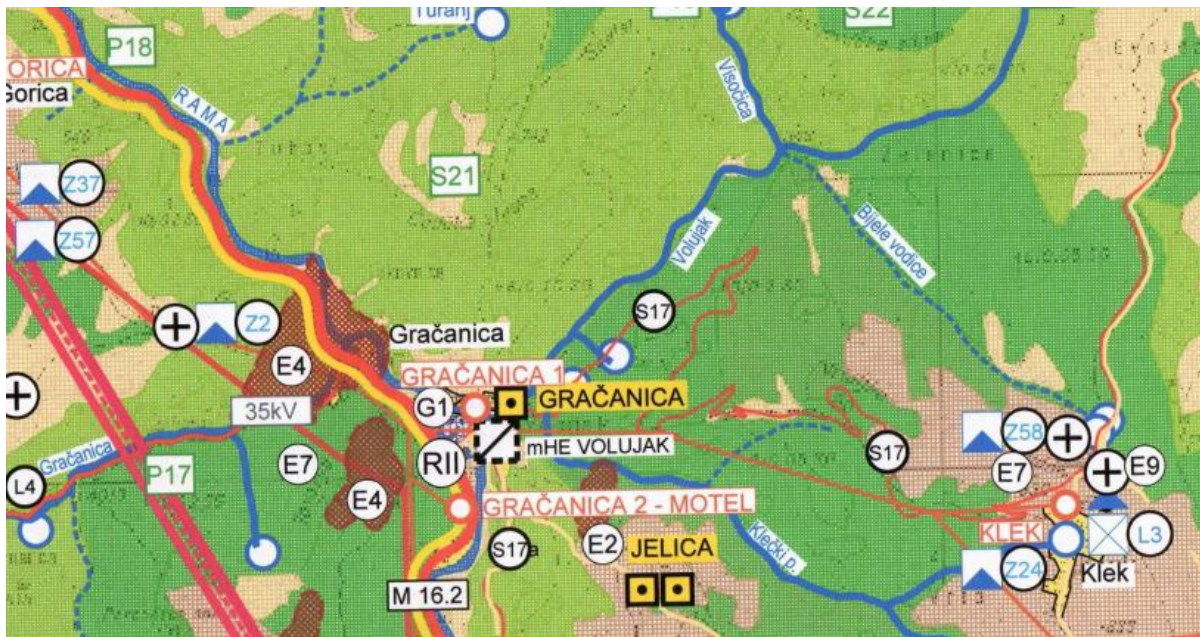 Turanj
S22
P18
ORICA
Gorica
RAMA
Visočica
S21
Z37
Z57
Volujak
Bijele vodice
S17
Z2
Gračanica
E4
GRAČANICA 1
G1
GRAČANICA
35kV
mHE VOLUJAK
Gračanica
P17
L4
E7
E4
RII
S17
Z58
E7
E9
GRAČANICA 2 - MOTEL
KLEK
L3
S17a
E2
JELICA
Klečki p.
Z24
Klek
M 16.2